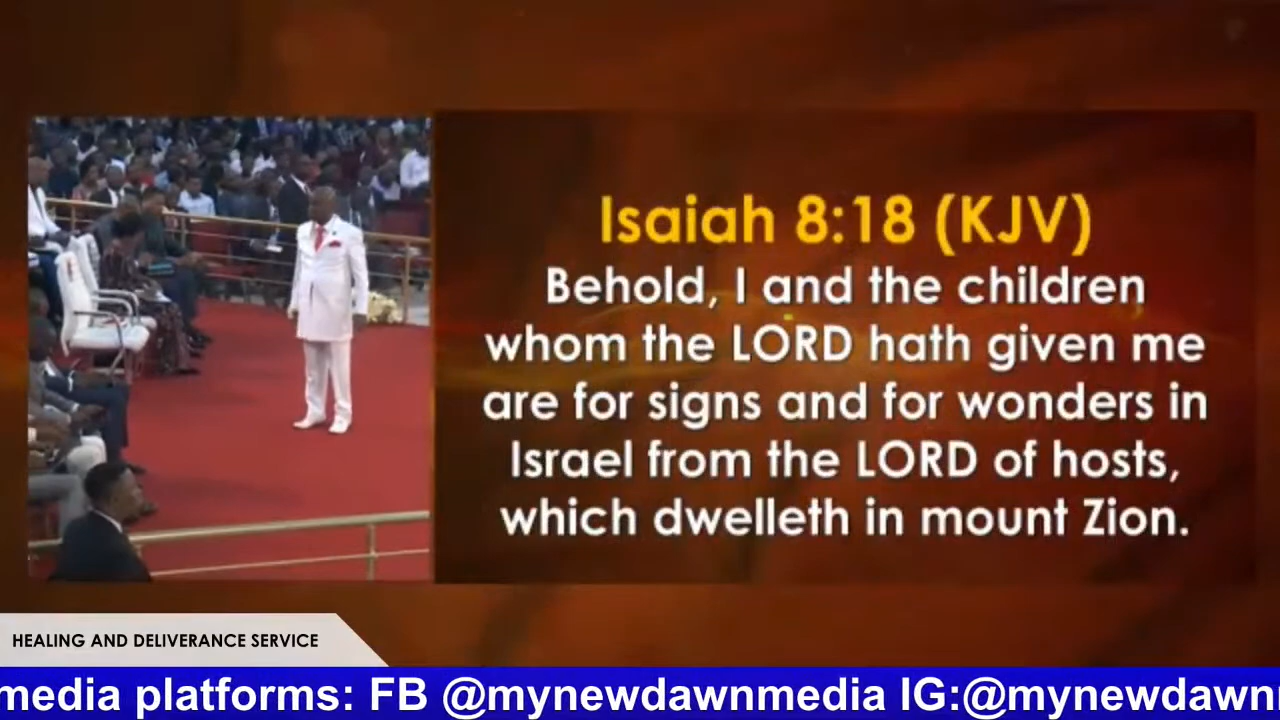 Isaiah 8:18 (KJV)
Behold, I and the children
whom the LORD hath given me
are for signs and for wonders in
Israel from the LORD of hosts,
which dwelleth in mount Zion.
HEALING AND DELIVERANCE SERVICE
media platforms: FB @mynewdawnmedia IG:@mynewdawn